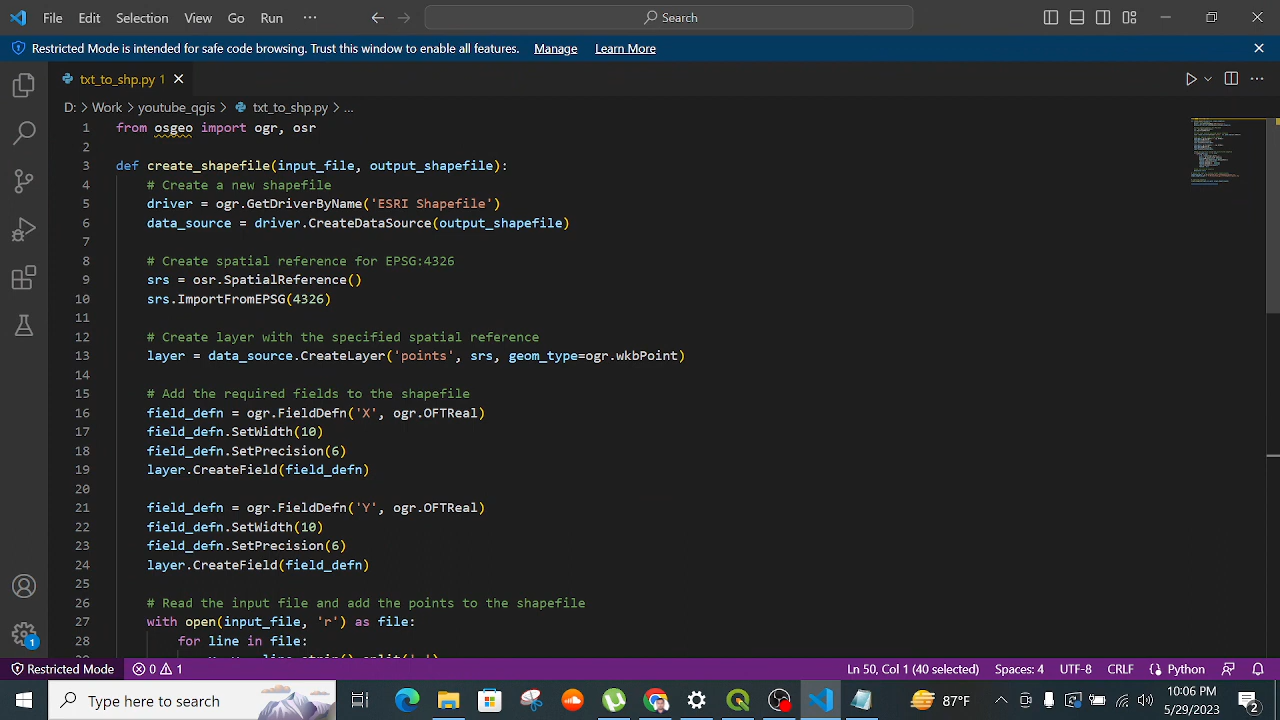 File Edit Selection View Go Run ··· Search
Restricted Mode is intended for safe code browsing. Trust this window to enable all features. Manage Learn More
txt_to_shp.py 1
D: > Work > youtube_qgis > txt_to_shp.py > ...
1 from osgeo import ogr, osr
2
3 def create_shapefile(input_file, output_shapefile):
4 # Create a new shapefile
5 driver = ogr.GetDriverByName('ESRI Shapefile')
6 data_source = driver.CreateDataSource(output_shapefile)
7
8 # Create spatial reference for EPSG:4326
9 srs = osr.SpatialReference()
10 srs.ImportFromEPSG(4326)
11
12 # Create layer with the specified spatial reference
13 layer = data_source.CreateLayer('points', srs, geom_type=ogr.wkbPoint)
14
15 # Add the required fields to the shapefile
16 field_defn = ogr.FieldDefn('X', ogr.OFTReal)
17 field_defn.SetWidth(10)
18 field_defn.SetPrecision(6)
19 layer.CreateField(field_defn)
20
21 field_defn = ogr.FieldDefn('Y', ogr.OFTReal)
22 field_defn.SetWidth(10)
23 field_defn.SetPrecision(6)
24 layer.CreateField(field_defn)
25
26 # Read the input file and add the points to the shapefile
27 with open(input_file, 'r') as file:
28 for line in file:
Restricted Mode 0 1 Ln 50, Col 1 (40 selected) Spaces: 4 UTF-8 CRLF Python
Type here to search 87°F
5/29/2023 2